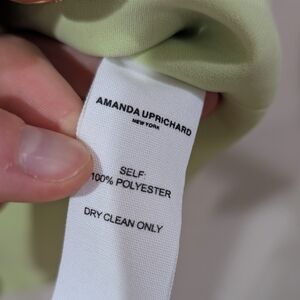 AMANDA UPRICHARD
NEW YORK
SELF:
100% POLYESTER
DRY CLEAN ONLY